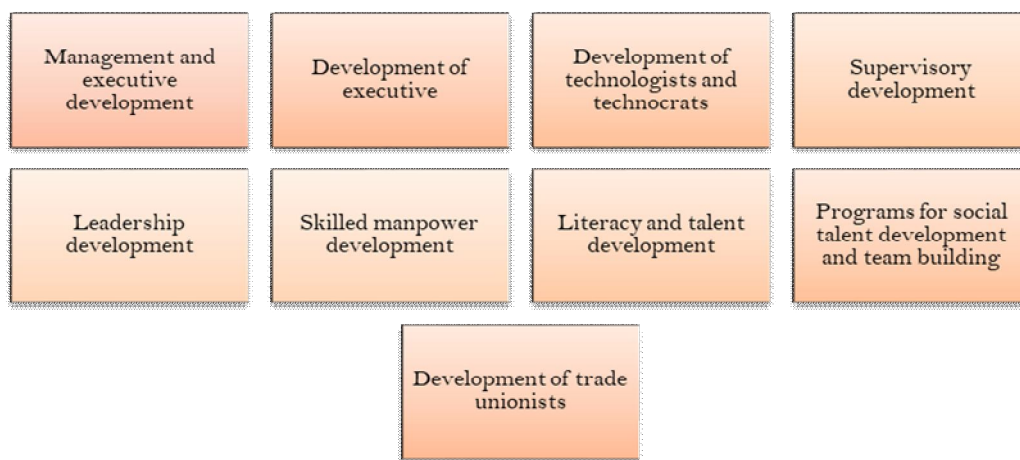 Management and
executive
development
Development of
executive
Development of
technologists and
technocrats
Supervisory
development
Leadership
development
Skilled manpower
development
Literacy and talent
development
Programs for social
talent development
and team building
Development of trade
unionists